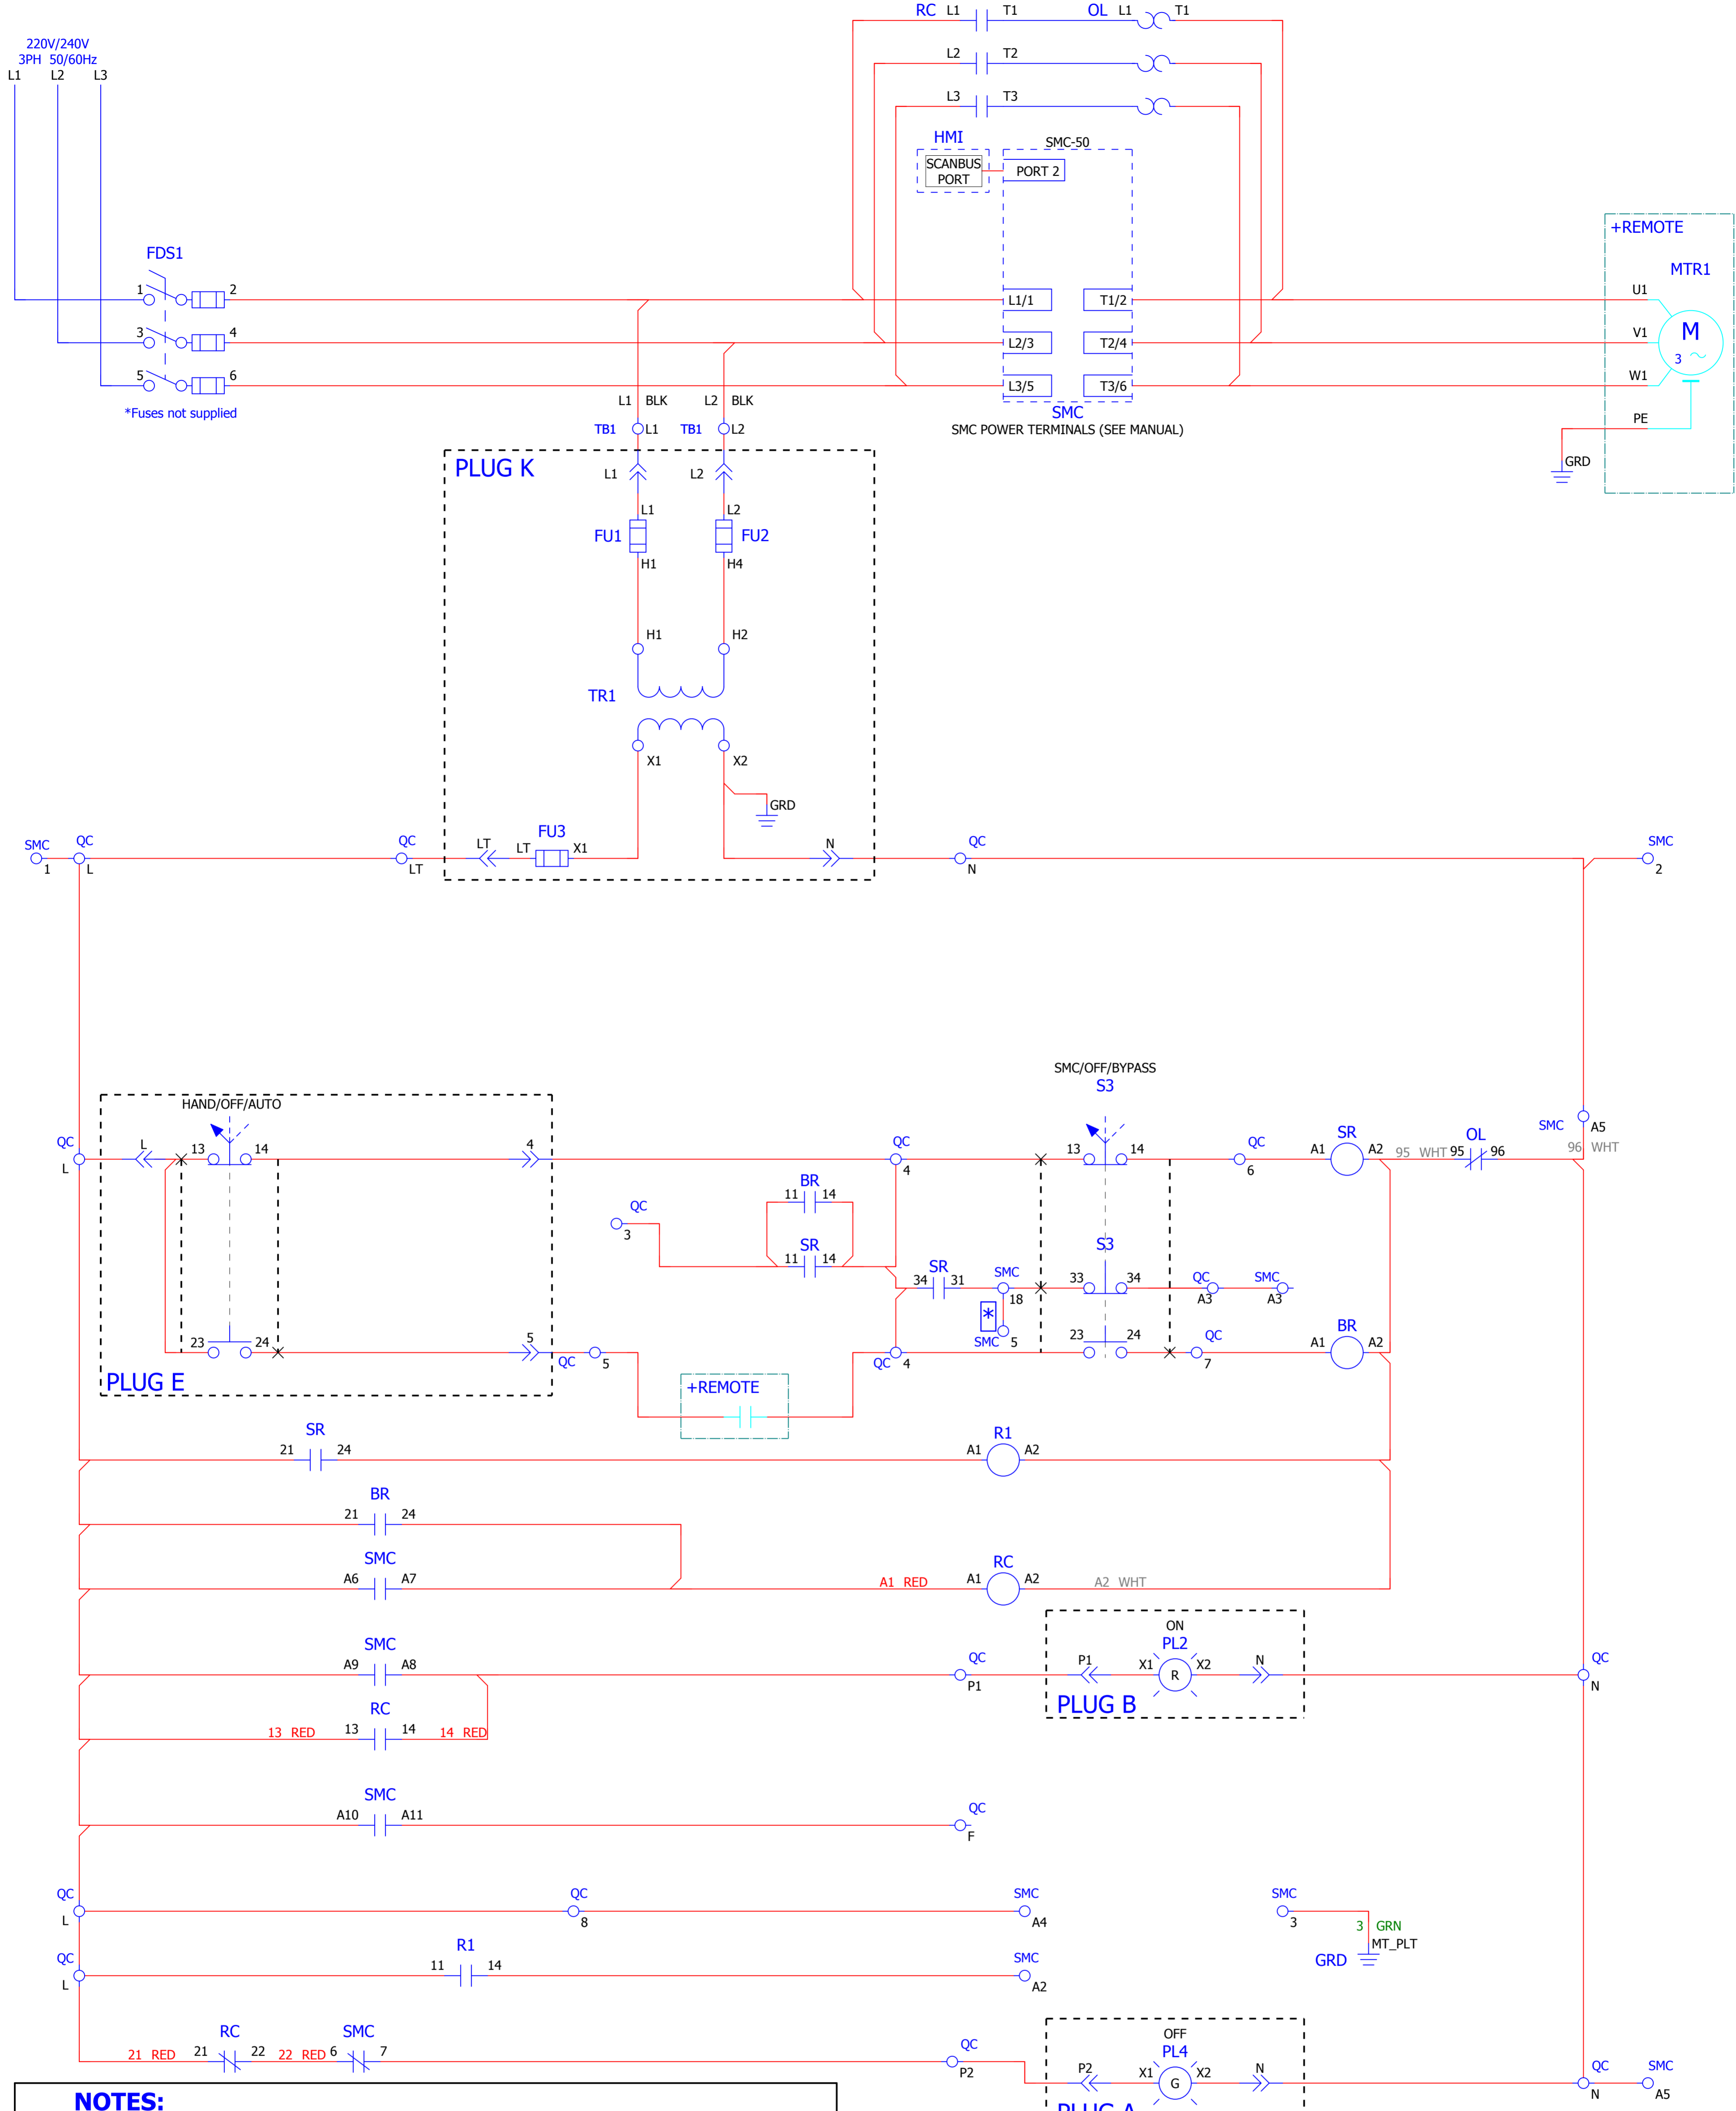 RC L1 T1 OL L1 T1
220V/240V
3PH 50/60Hz
L1 L2 L3
L2 T2
L3 T3
HMI
SMC-50
SCANBUS
PORT
PORT 2
+REMOTE
MTR1
FDS1
1 2
L1/1 T1/2
U1
3 4
L2/3 T2/4
V1
M
3
5 6
L3/5 T3/6
W1
*Fuses not supplied
L1 BLK L2 BLK
SMC
SMC POWER TERMINALS (SEE MANUAL)
PE
GRD
TB1 L1 TB1 L2
PLUG K
L1 L2
L1 L2
FU1 FU2
H1 H4
H1 H2
TR1
X1 X2
GRD
SMC QC QC FU3 QC SMC
LT LT X1 N
1 L LT N 2
SMC/OFF/BYPASS
S3
HAND/OFF/AUTO
SMC A5
QC L 4 QC SR OL
13 14 13 14 QC A1 A2 95 WHT 95 96 96 WHT
L 4 6
BR
11 14
QC
3
SR S3
11 14
SR SMC QC SMC
34 31 33 34
18 A3 A3
*
SMC 5
23 24 5 23 24 QC BR
A1 A2
QC 5 QC 4 7
PLUG E
+REMOTE
SR R1
21 24 A1 A2
BR
21 24
SMC RC
A6 A7 A1 RED A1 A2 A2 WHT
ON
SMC PL2
A9 A8 QC P1 X1 R X2 N QC
P1 N
PLUG B
RC
13 RED 13 14 14 RED
SMC
A10 A11 QC
F
QC QC SMC SMC
L 8 A4 3
3 GRN
MT_PLT
GRD
QC R1 SMC
11 14
L A2
OFF
RC SMC PL4
21 RED 21 22 22 RED 6 7 QC
P2 P2 X1 G X2 N QC SMC
N A5
NOTES:
PLUG A